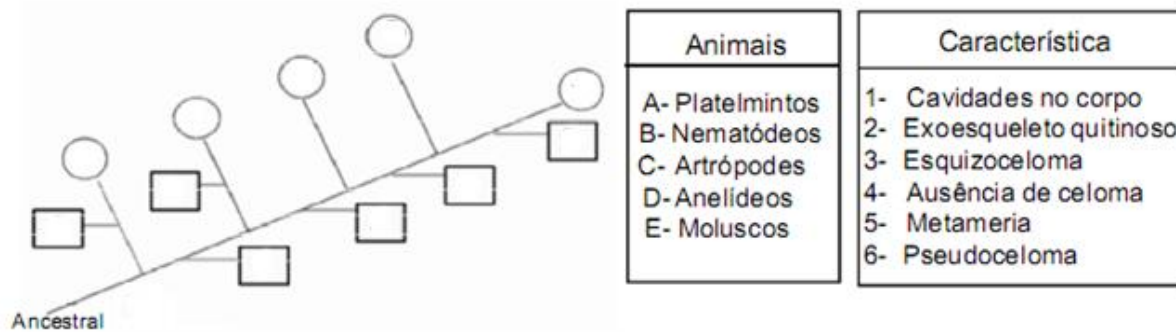 Ancestral
Animais
A- Platelmintos
B- Nematódeos
C- Artrópodes
D- Anelídeos
E- Moluscos
Característica
1- Cavidades no corpo
2- Exoesqueleto quitinoso
3- Esquizoceloma
4- Ausência de celoma
5- Metameria
6- Pseudoceloma